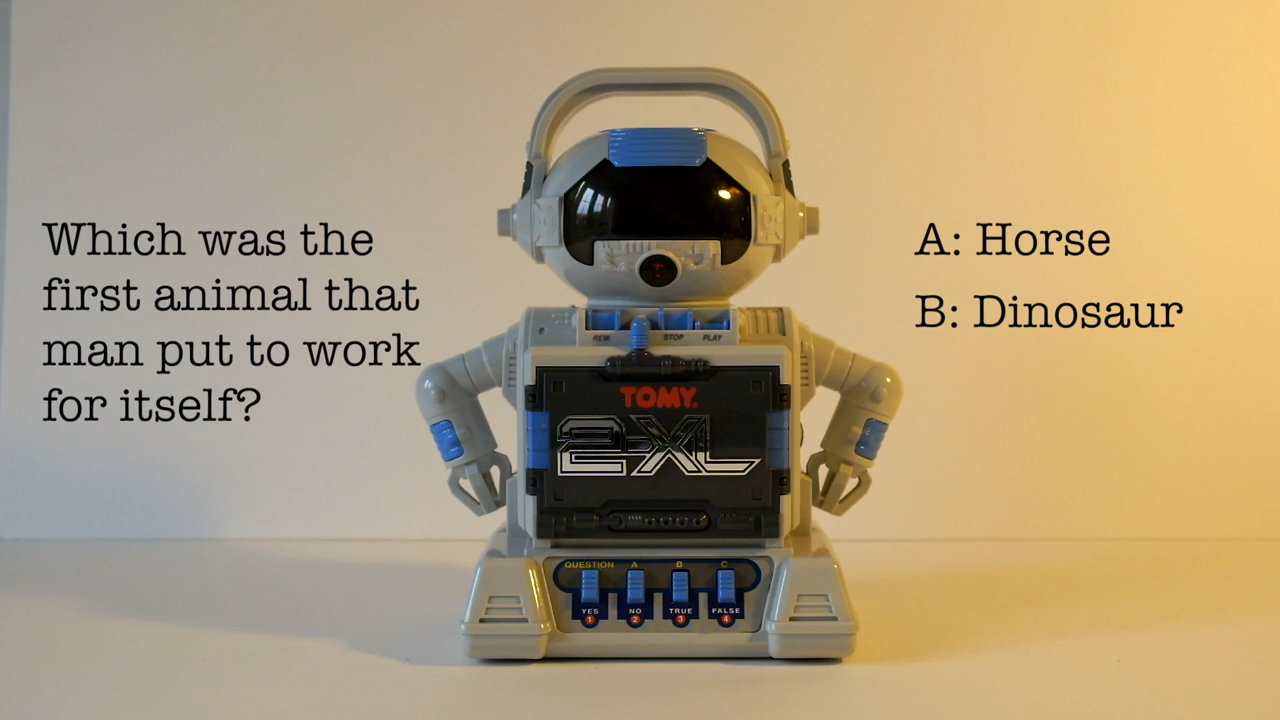 Which was the
first animal that
man put to work
for itself?
A: Horse
B: Dinosaur
REW. STOP PLAY
TOMY.
2-XL
QUESTION A B C
YES NO TRUE FALSE
1 2 3 4